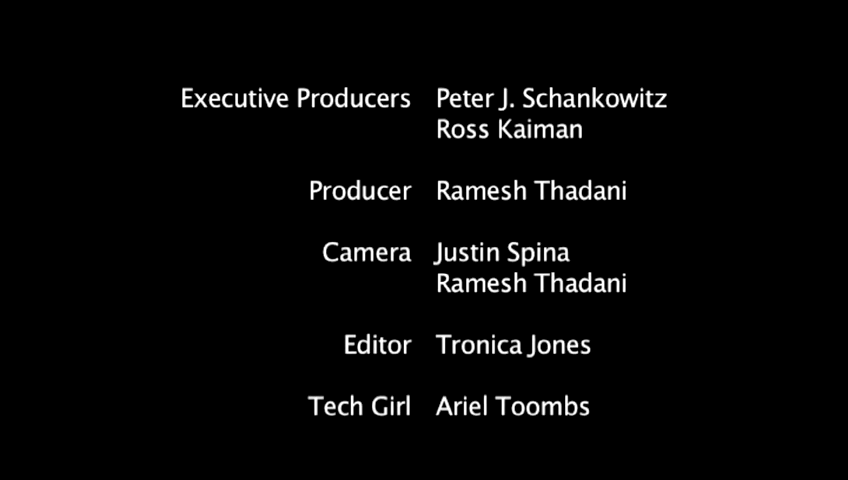 Executive Producers Peter J. Schankowitz
Ross Kaiman
Producer Ramesh Thadani
Camera Justin Spina
Ramesh Thadani
Editor Tronica Jones
Tech Girl Ariel Toombs